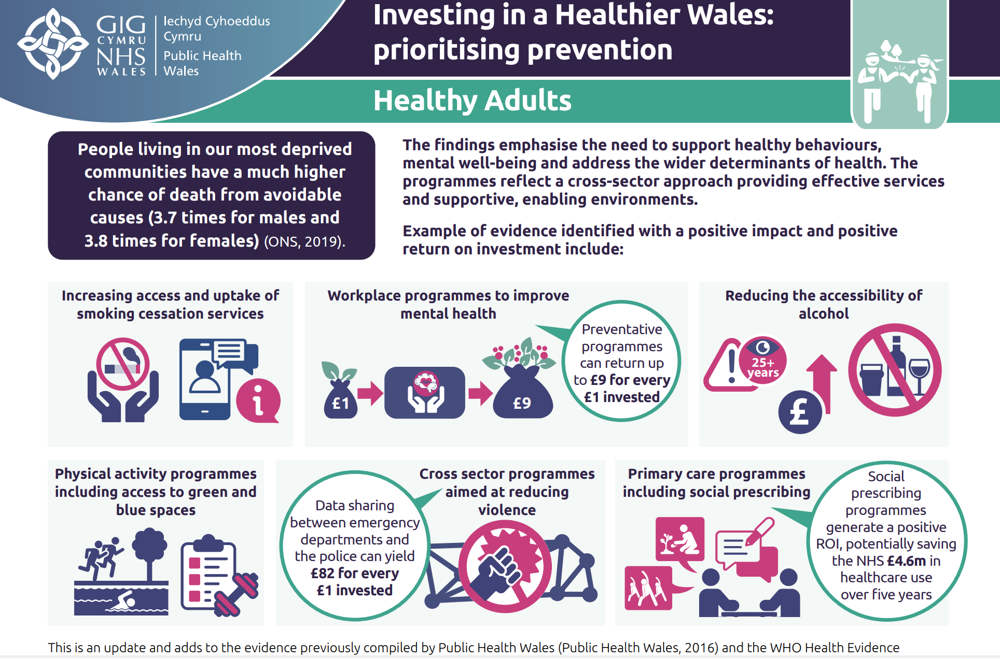 GIG
CYMRU
NHS
WALES
Iechyd Cyhoeddus
Cymru
Public Health
Wales
Investing in a Healthier Wales:
prioritising prevention
Healthy Adults
People living in our most deprived
communities have a much higher
chance of death from avoidable
causes (3.7 times for males and
3.8 times for females) (ONS, 2019).
The findings emphasise the need to support healthy behaviours,
mental well-being and address the wider determinants of health. The
programmes reflect a cross-sector approach providing effective services
and supportive, enabling environments.
Example of evidence identified with a positive impact and positive
return on investment include:
Increasing access and uptake of
smoking cessation services
Workplace programmes to improve
mental health
£1
£9
Preventative
programmes
can return up
to £9 for every
£1 invested
Reducing the accessibility of
alcohol
25+
years
£
Physical activity programmes
including access to green and
blue spaces
Cross sector programmes
aimed at reducing
violence
Data sharing
between emergency
departments and
the police can yield
£82 for every
£1 invested
Primary care programmes
including social prescribing
Social
prescribing
programmes
generate a positive
ROI, potentially saving
the NHS £4.6m in
healthcare use
over five years
This is an update and adds to the evidence previously compiled by Public Health Wales (Public Health Wales, 2016) and the WHO Health Evidence